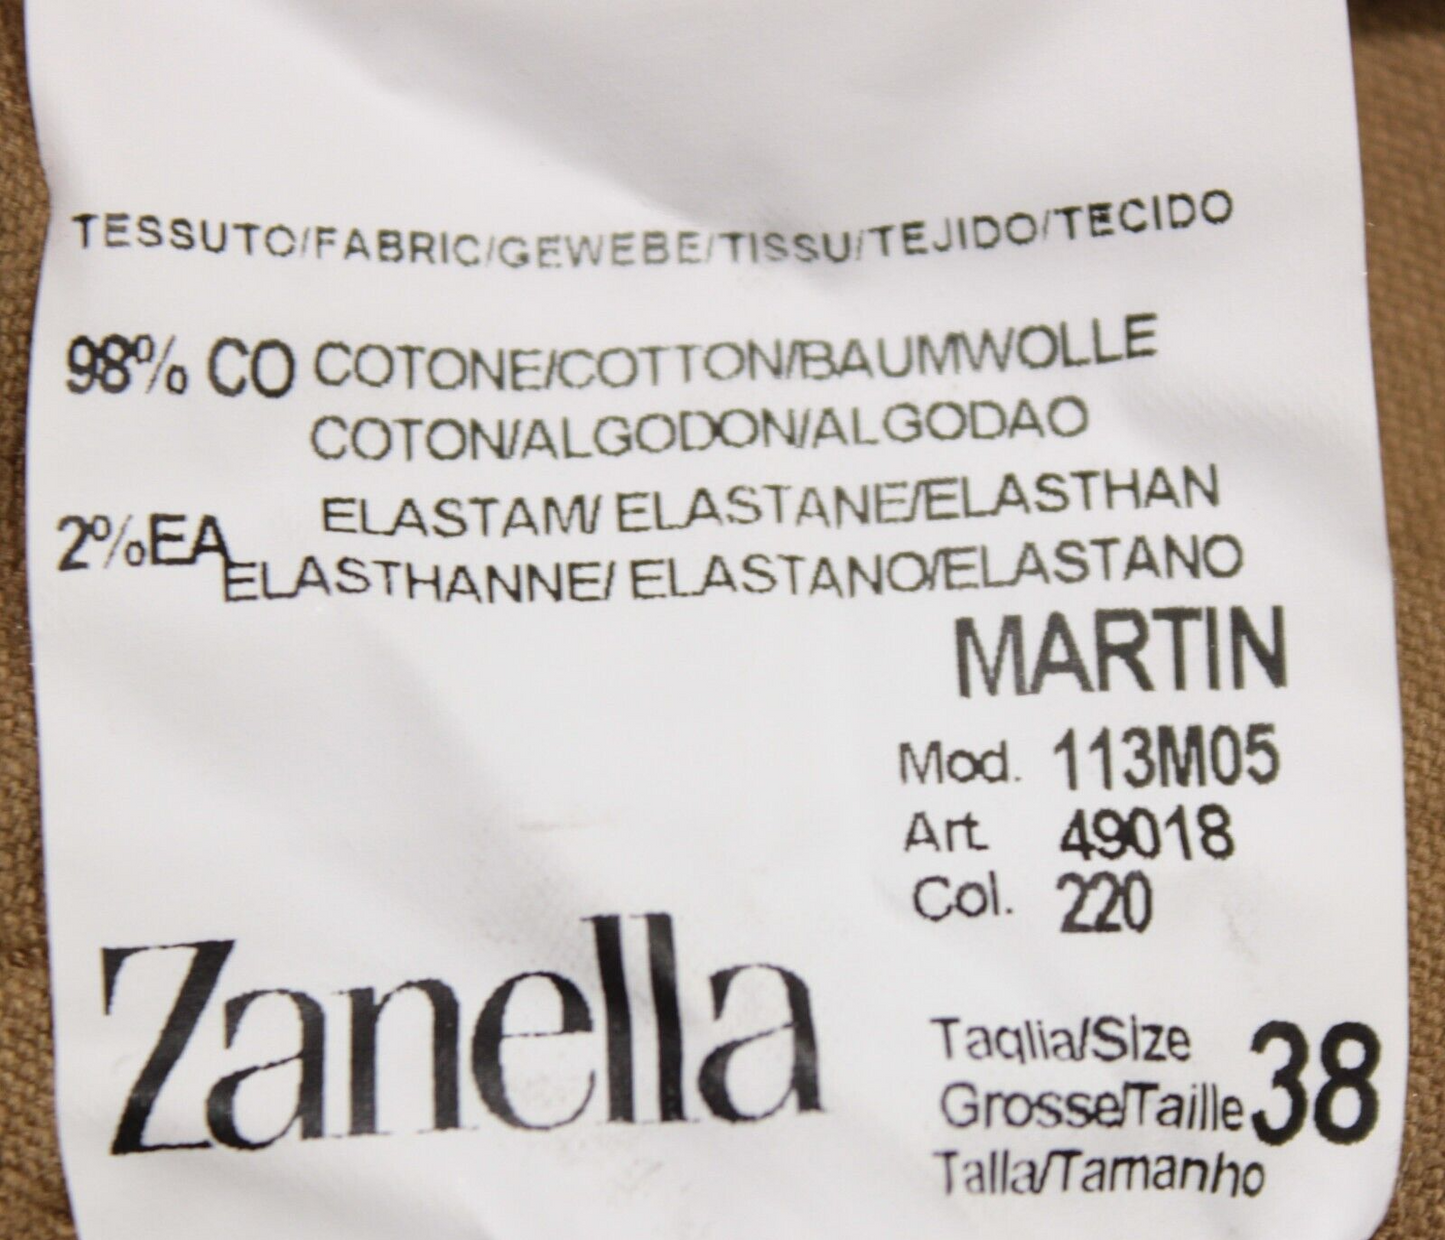 TESSUTO/FABRIC/GEWEBE/TISSU/TEJIDO/TECIDO
98% CO COTONE/COTTON/BAUMWOLLE
COTON/ALGODON/ALGODAO
2%EA ELASTAM/ ELASTANE/ELASTHAN
ELASTHANNE/ ELASTANO/ELASTANO
MARTIN
Mod. 113M05
Art. 49018
Col. 220
Zanella
Taglia/Size
Grosse/Taille 38
Talla/Tamanho